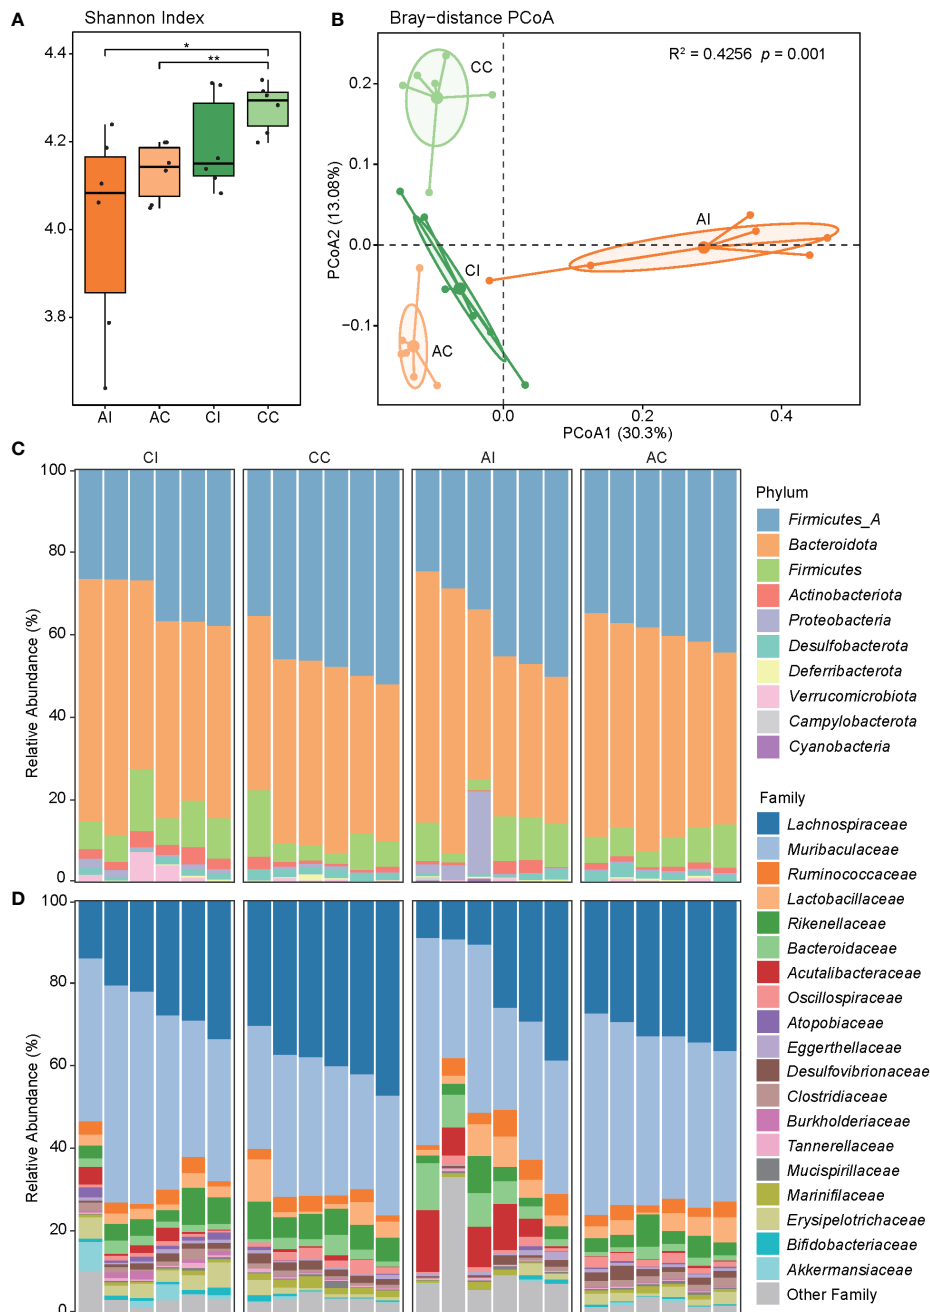 A Shannon Index
4.4
4.2
4.0
3.8
* 
**
AI AC CI CC
B Bray−distance PCoA
R² = 0.4256 p = 0.001
CC
AI
CI
AC
0.2
0.1
0.0
−0.1
PCoA2 (13.08%)
0.0 0.2 0.4
PCoA1 (30.3%)
C
CI CC AI AC
100
80
60
40
20
0
Relative Abundance (%)
Phylum
Firmicutes_A
Bacteroidota
Firmicutes
Actinobacteriota
Proteobacteria
Desulfobacterota
Deferribacterota
Verrucomicrobiota
Campylobacterota
Cyanobacteria
D
100
80
60
40
20
0
Relative Abundance (%)
Family
Lachnospiraceae
Muribaculaceae
Ruminococcaceae
Lactobacillaceae
Rikenellaceae
Bacteroidaceae
Acutalibacteraceae
Oscillospiraceae
Atopobiaceae
Eggerthellaceae
Desulfovibrionaceae
Clostridiaceae
Burkholderiaceae
Tannerellaceae
Mucispirillaceae
Marinifilaceae
Erysipelotrichaceae
Bifidobacteriaceae
Akkermansiaceae
Other Family